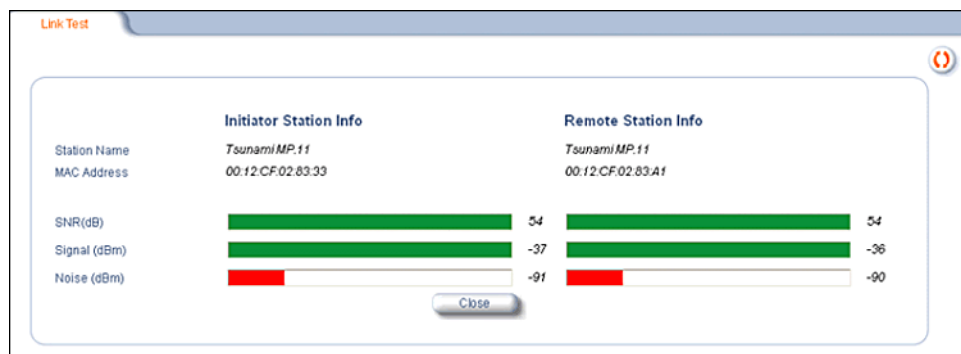 Link Test
Initiator Station Info Remote Station Info
Station Name Tsunami MP.11 Tsunami MP.11
MAC Address 00:12:CF:02:83:33 00:12:CF:02:83:A1
SNR(dB) 54 54
Signal (dBm) -37 -36
Noise (dBm) -91 -90
Close